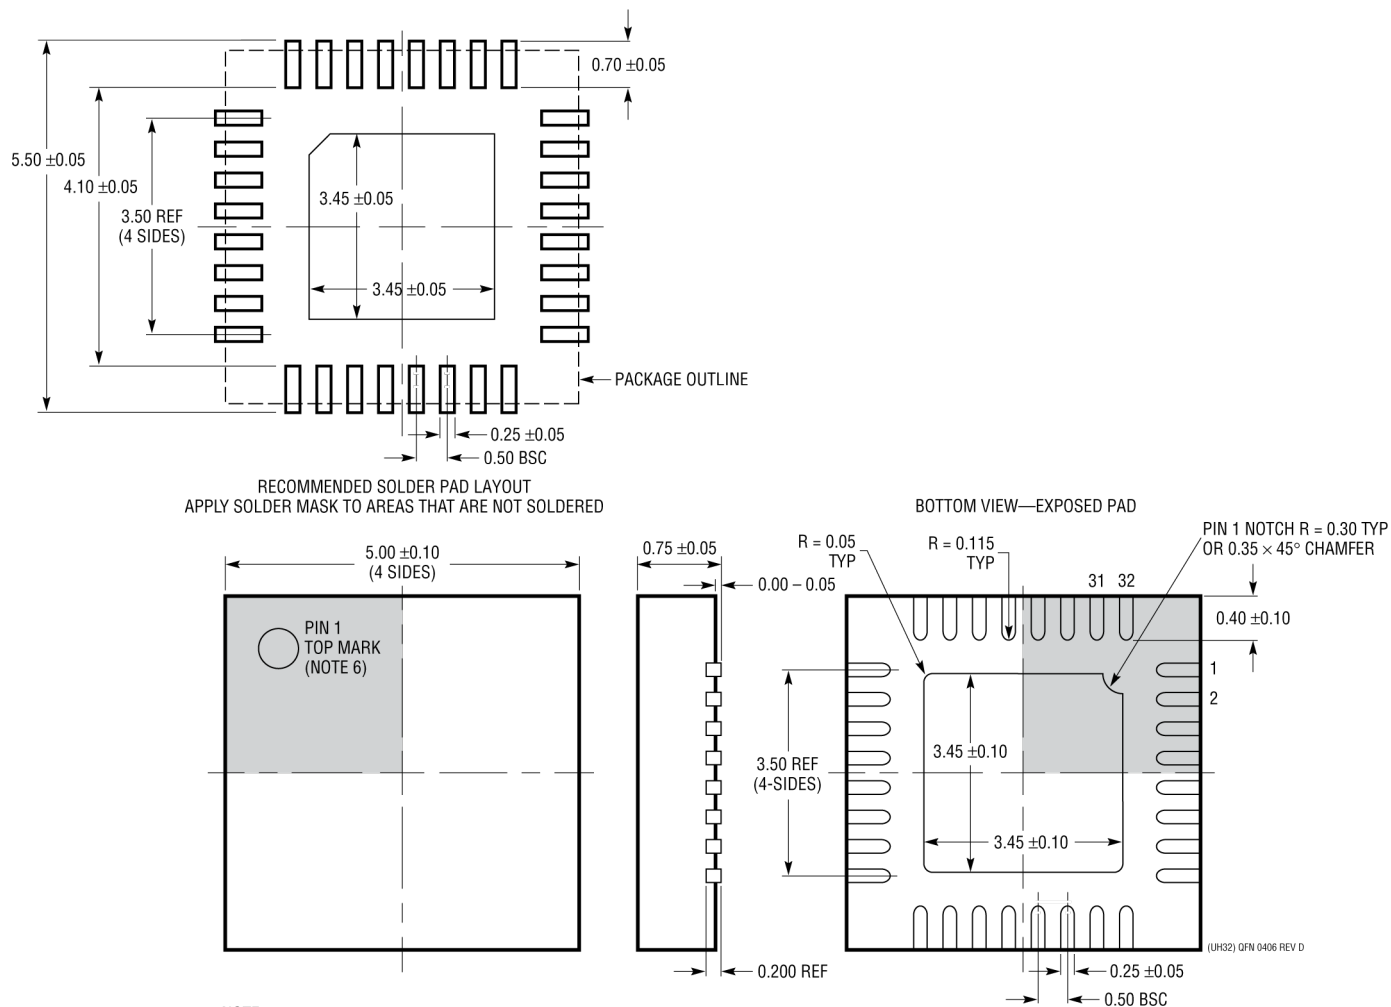 0.70 ±0.05
5.50 ±0.05
4.10 ±0.05
3.50 REF
(4 SIDES)
3.45 ±0.05
3.45 ±0.05
PACKAGE OUTLINE
0.25 ±0.05
0.50 BSC
RECOMMENDED SOLDER PAD LAYOUT
APPLY SOLDER MASK TO AREAS THAT ARE NOT SOLDERED
5.00 ±0.10
(4 SIDES)
PIN 1
TOP MARK
(NOTE 6)
0.75 ±0.05
0.00 – 0.05
0.200 REF
BOTTOM VIEW—EXPOSED PAD
R = 0.05
TYP
R = 0.115
TYP
PIN 1 NOTCH R = 0.30 TYP
OR 0.35 × 45° CHAMFER
31 32
0.40 ±0.10
1
2
3.50 REF
(4-SIDES)
3.45 ±0.10
3.45 ±0.10
(UH32) QFN 0406 REV D
0.25 ±0.05
0.50 BSC